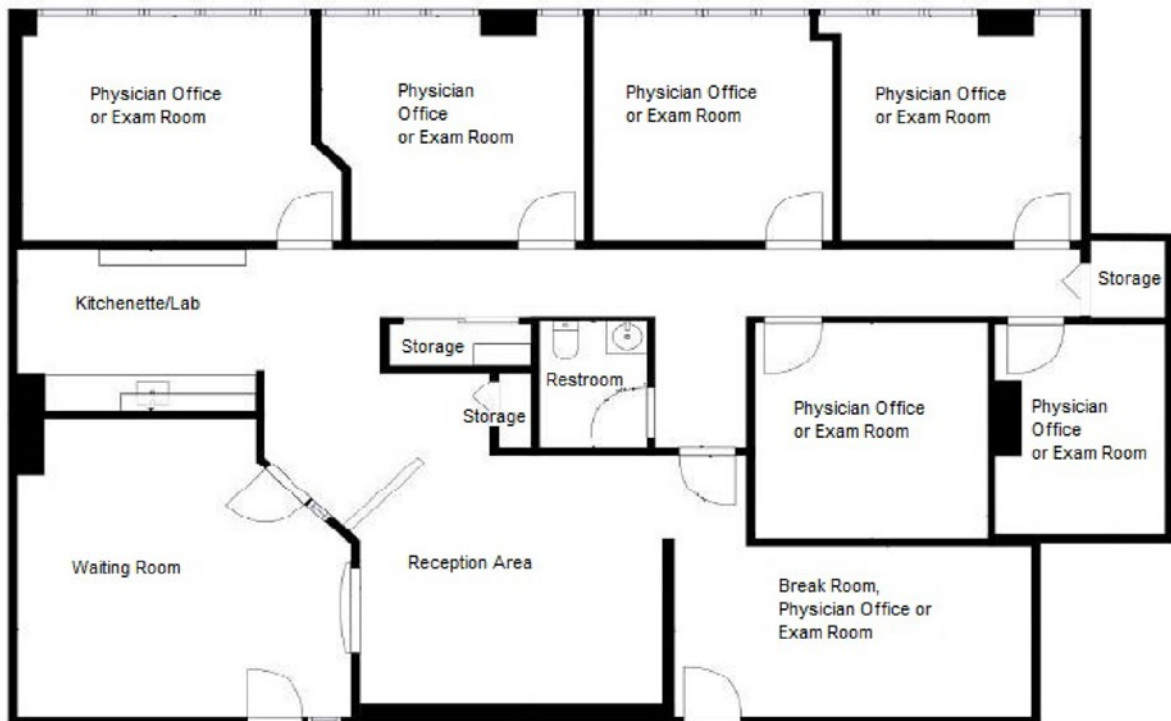 Physician Office
or Exam Room
Physician
Office
or Exam Room
Physician Office
or Exam Room
Physician Office
or Exam Room
Storage
Kitchenette/Lab
Storage
Restroom
Storage
Physician Office
or Exam Room
Physician
Office
or Exam Room
Waiting Room
Reception Area
Break Room,
Physician Office or
Exam Room